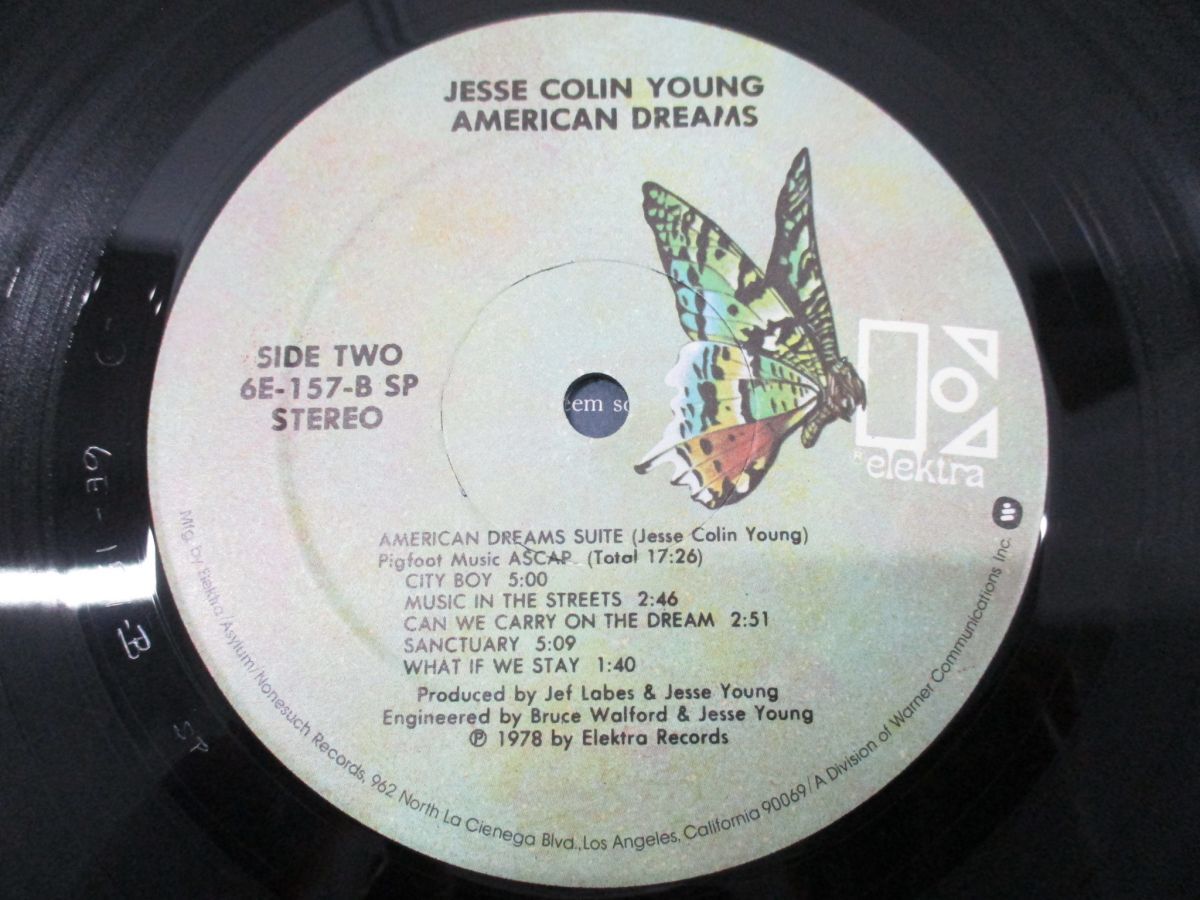 JESSE COLIN YOUNG
AMERICAN DREAMS
SIDE TWO
6E-157-B SP
STEREO
eem so
R
elektra
AMERICAN DREAMS SUITE (Jesse Colin Young)
Pigfoot Music ASCAP (Total 17:26)
CITY BOY 5:00
MUSIC IN THE STREETS 2:46
CAN WE CARRY ON THE DREAM 2:51
SANCTUARY 5:09
WHAT IF WE STAY 1:40
Produced by Jef Labes & Jesse Young
Engineered by Bruce Walford & Jesse Young
℗ 1978 by Elektra Records
Mfg. by Elektra/Asylum/Nonesuch Records, 962 North La Cienega Blvd., Los Angeles, California 90069/A Division of Warner Communications Inc.
SP